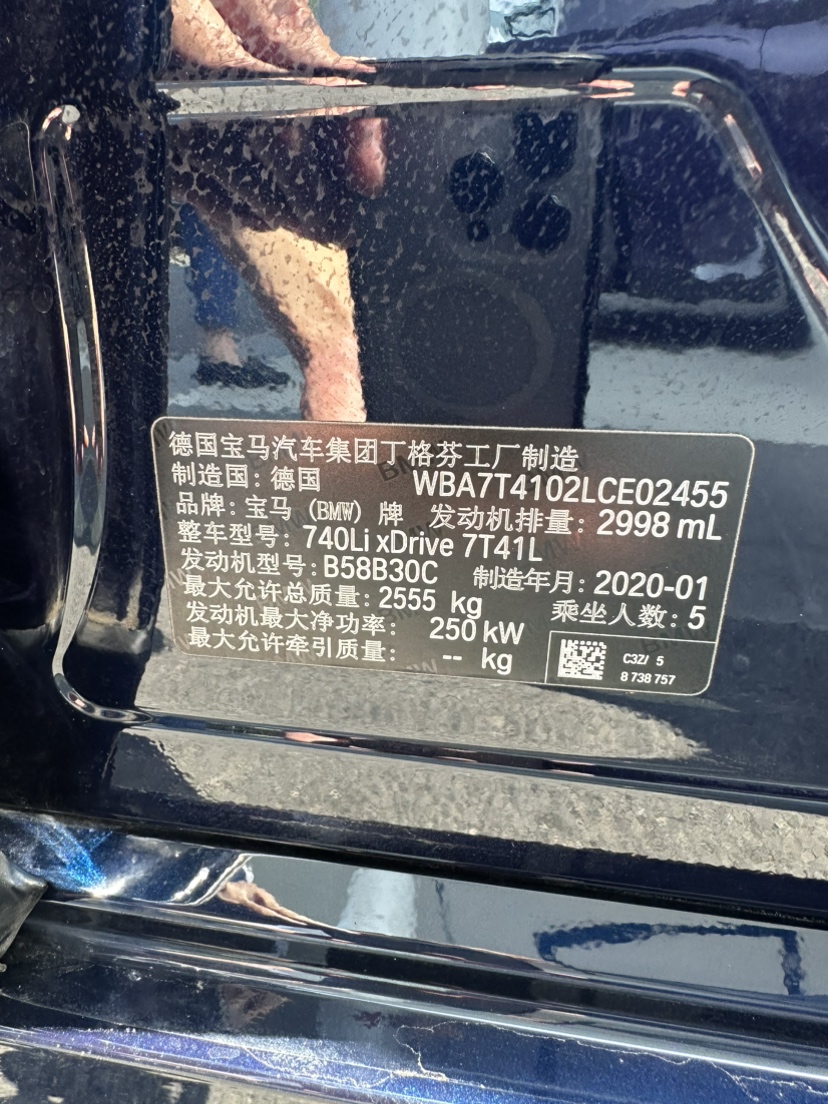 德国宝马汽车集团丁格芬工厂制造
制造国：德国 WBA7T4102LCE02455
品牌：宝马 (BMW) 牌 发动机排量：2998 mL
整车型号：740Li xDrive 7T41L
发动机型号：B58B30C 制造年月：2020-01
最大允许总质量：2555 kg 乘坐人数：5
发动机最大净功率： 250 kW
最大允许牵引质量： -- kg
C3Z/ 5
8 738 757